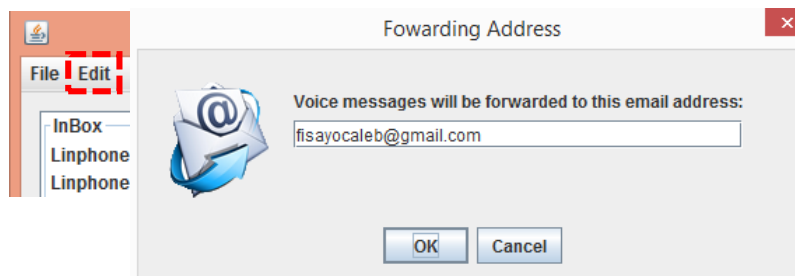 Fowarding Address
File Edit
InBox
Linphone
Linphone
Voice messages will be forwarded to this email address:
fisayocaleb@gmail.com
OK Cancel